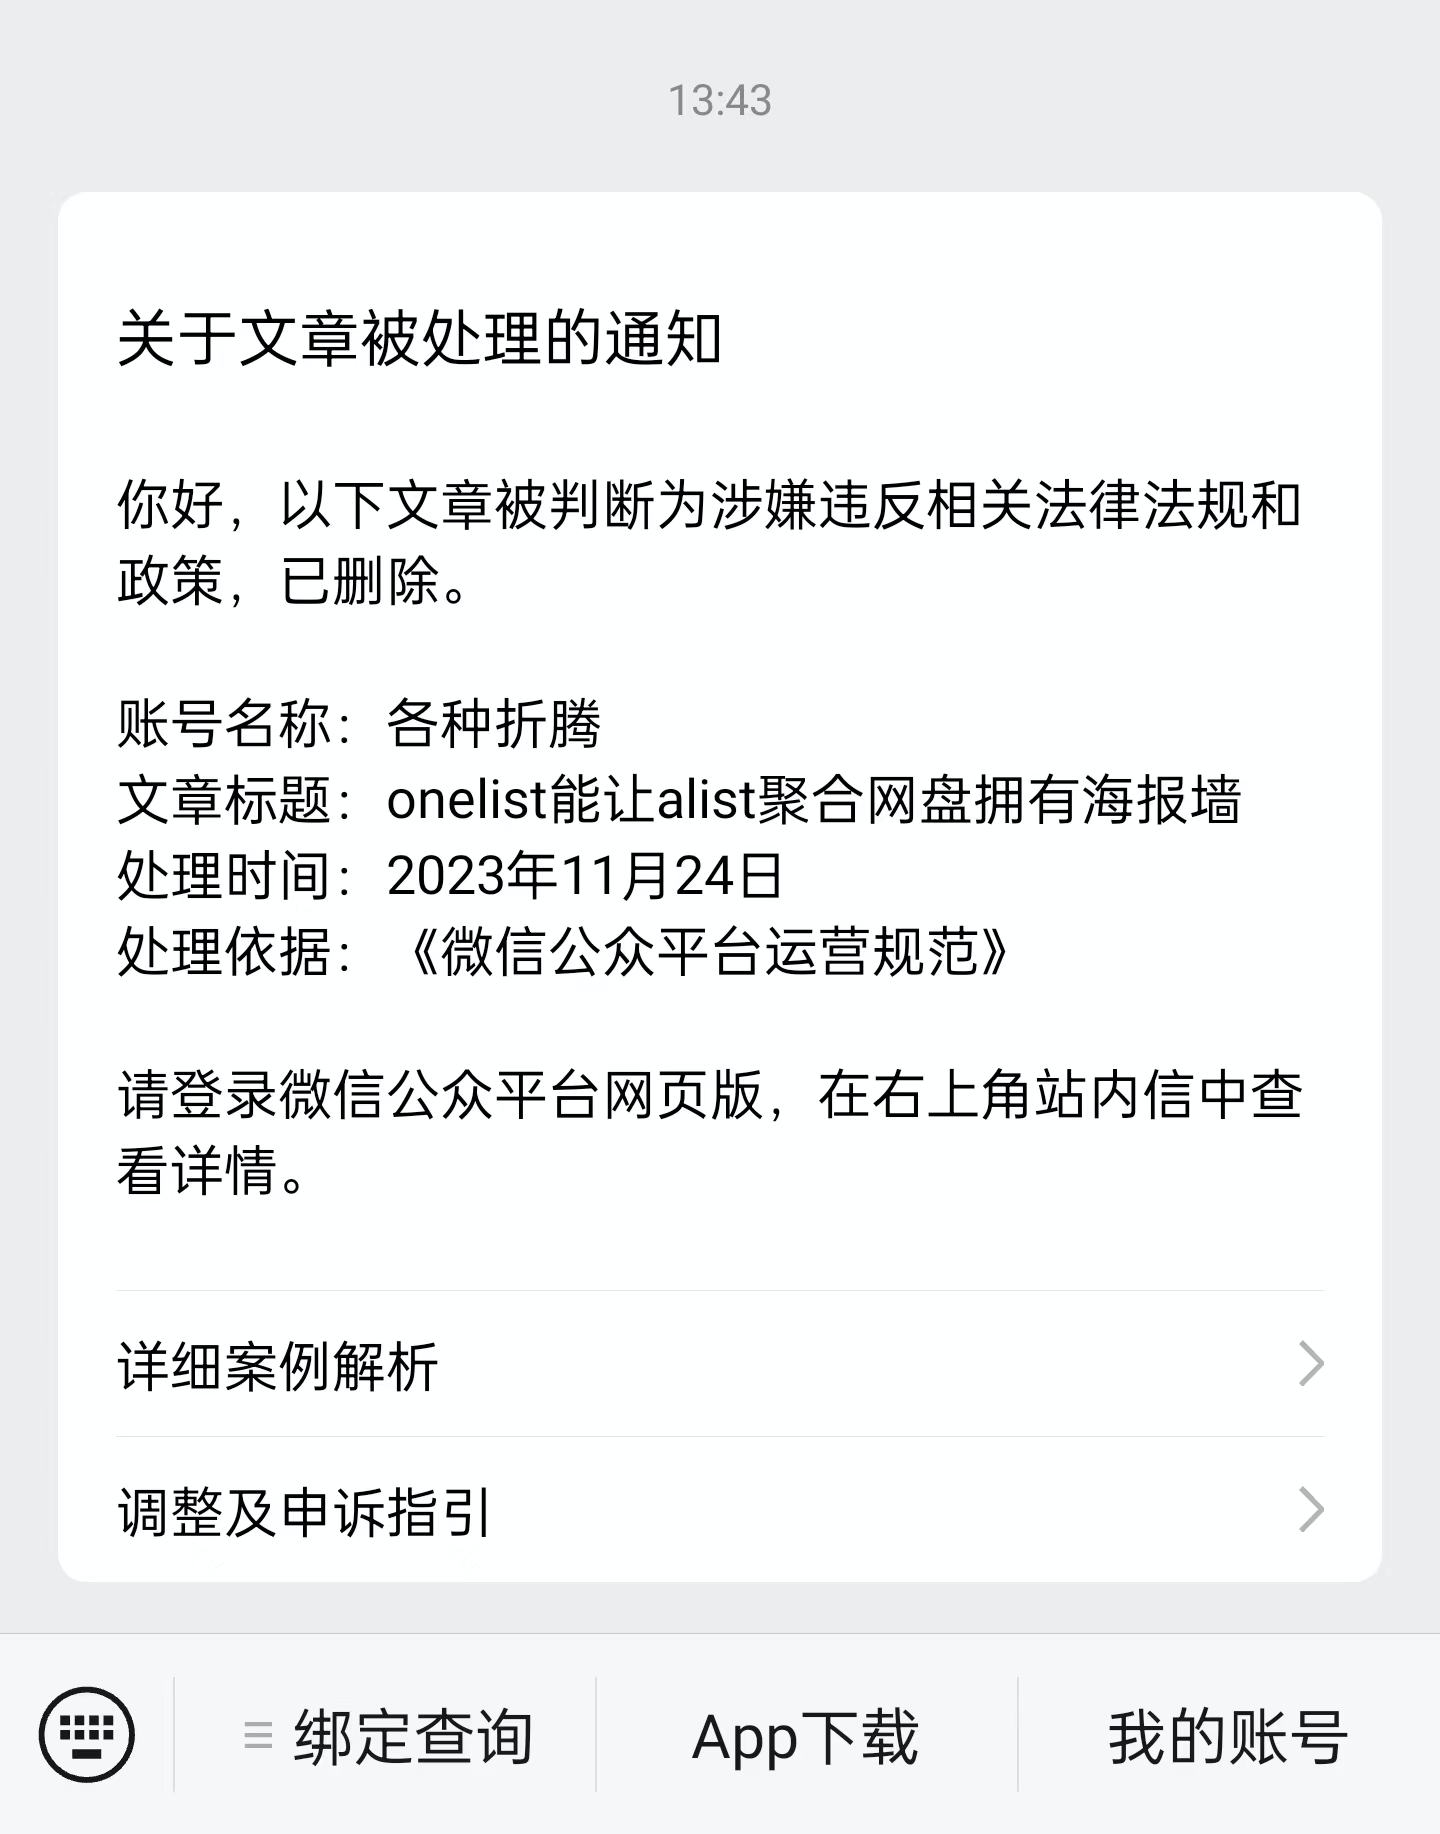 13:43
关于文章被处理的通知
你好，以下文章被判断为涉嫌违反相关法律法规和
政策，已删除。
账号名称：各种折腾
文章标题：onelist能让alist聚合网盘拥有海报墙
处理时间：2023年11月24日
处理依据：《微信公众平台运营规范》
请登录微信公众平台网页版，在右上角站内信中查
看详情。
详细案例解析
调整及申诉指引
绑定查询
App下载
我的账号